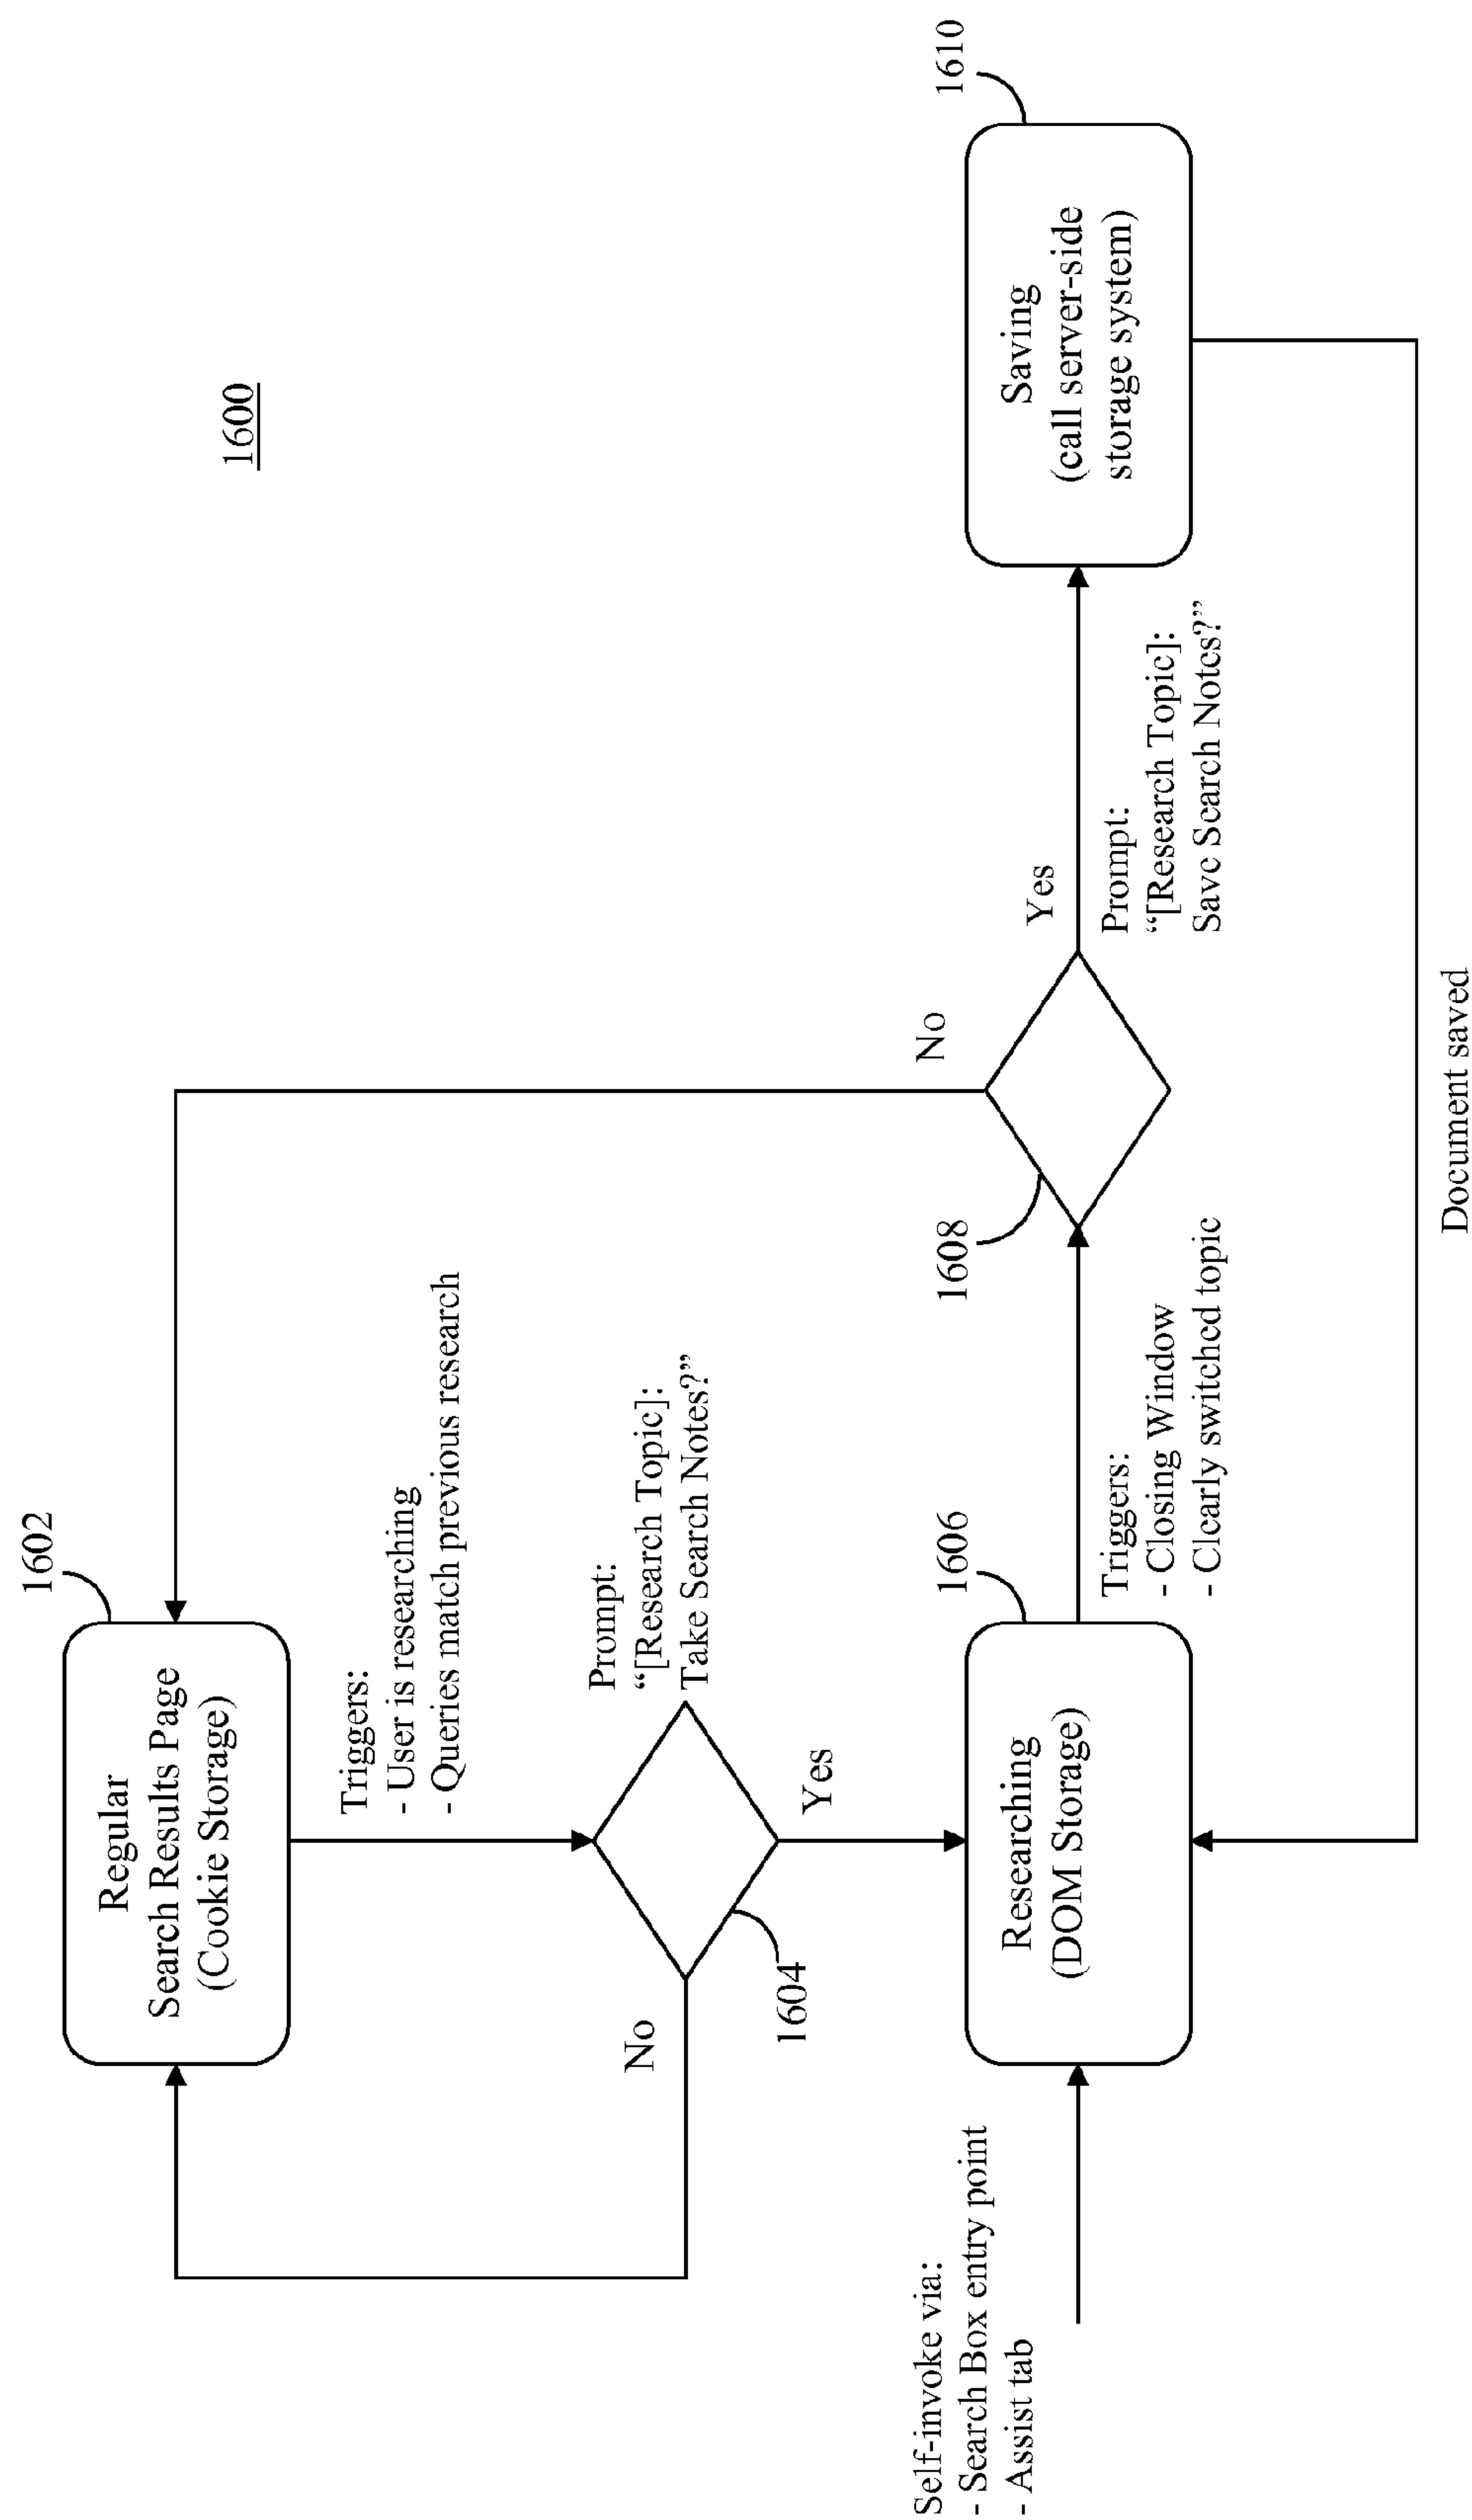 1600
1602
Regular
Search Results Page
(Cookie Storage)
Triggers:
- User is researching
- Queries match previous research
No
1604
Prompt:
“[Research Topic]:
Take Search Notes?”
Yes
Self-invoke via:
- Search Box entry point
- Assist tab
1606
Researching
(DOM Storage)
Triggers:
- Closing Window
- Clearly switched topic
1608
No
Yes
Prompt:
“[Research Topic]:
Save Search Notes?”
1610
Saving
(call server-side
storage system)
Document saved